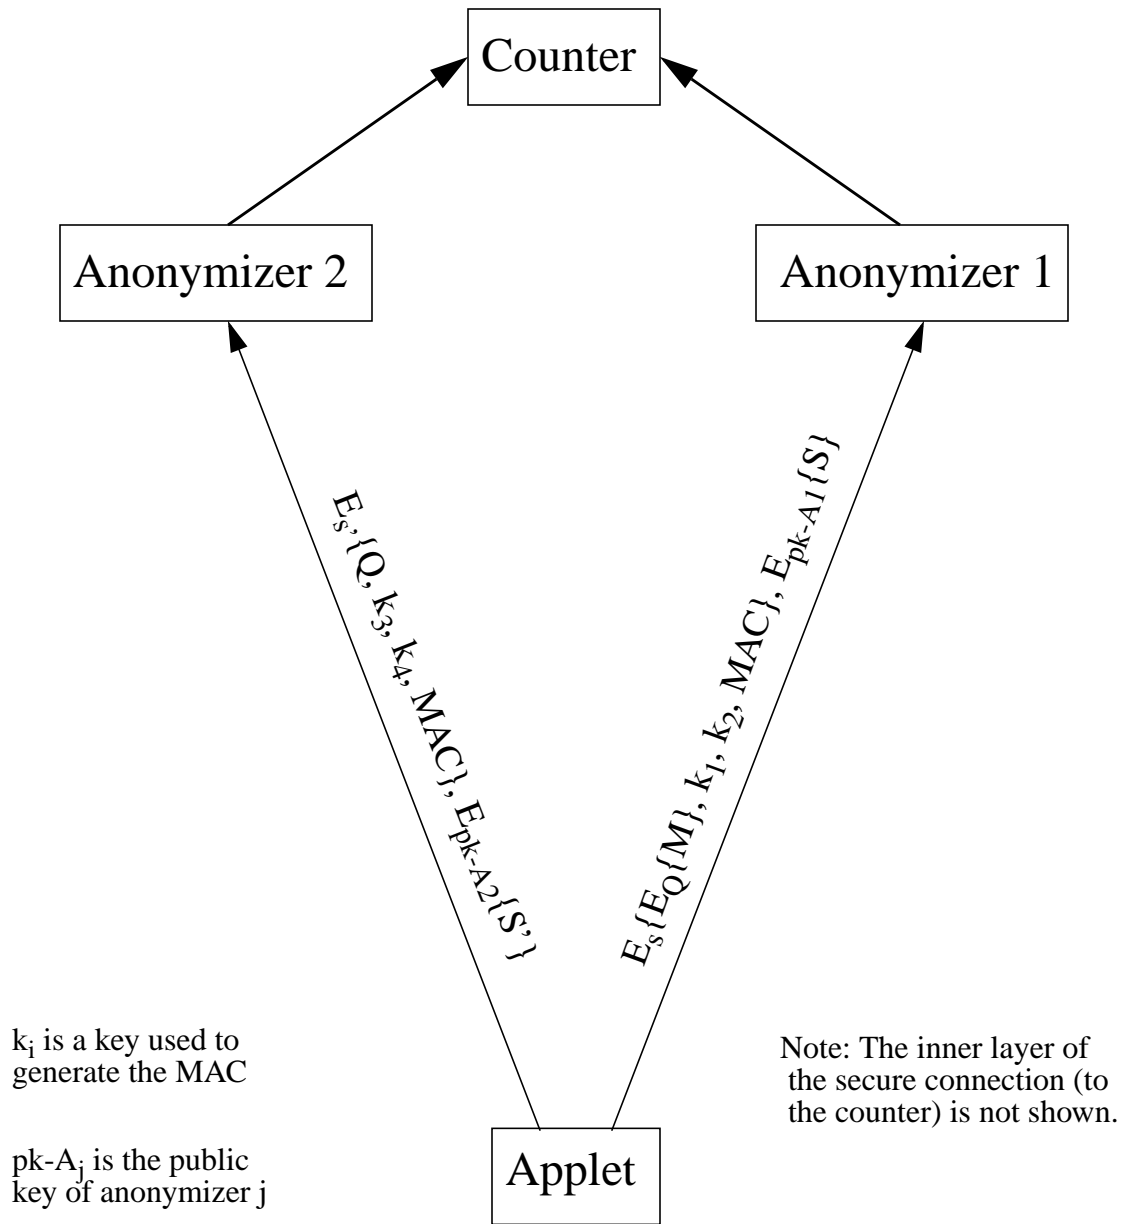 Counter
Anonymizer 2
Anonymizer 1
E_s'{Q, k_3, k_4, MAC}, E_pk-A2{S'}
E_s{E_Q{M}, k_1, k_2, MAC}, E_pk-A1{S}
k_i is a key used to
generate the MAC
Note: The inner layer of
the secure connection (to
the counter) is not shown.
pk-A_j is the public
key of anonymizer j
Applet